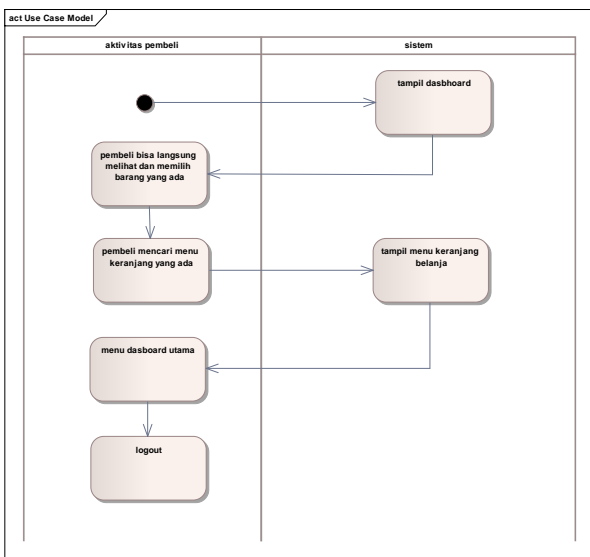 act Use Case Model
aktivitas pembeli
sistem
tampil dasbhoard
pembeli bisa langsung
melihat dan memilih
barang yang ada
pembeli mencari menu
keranjang yang ada
tampil menu keranjang
belanja
menu dasboard utama
logout